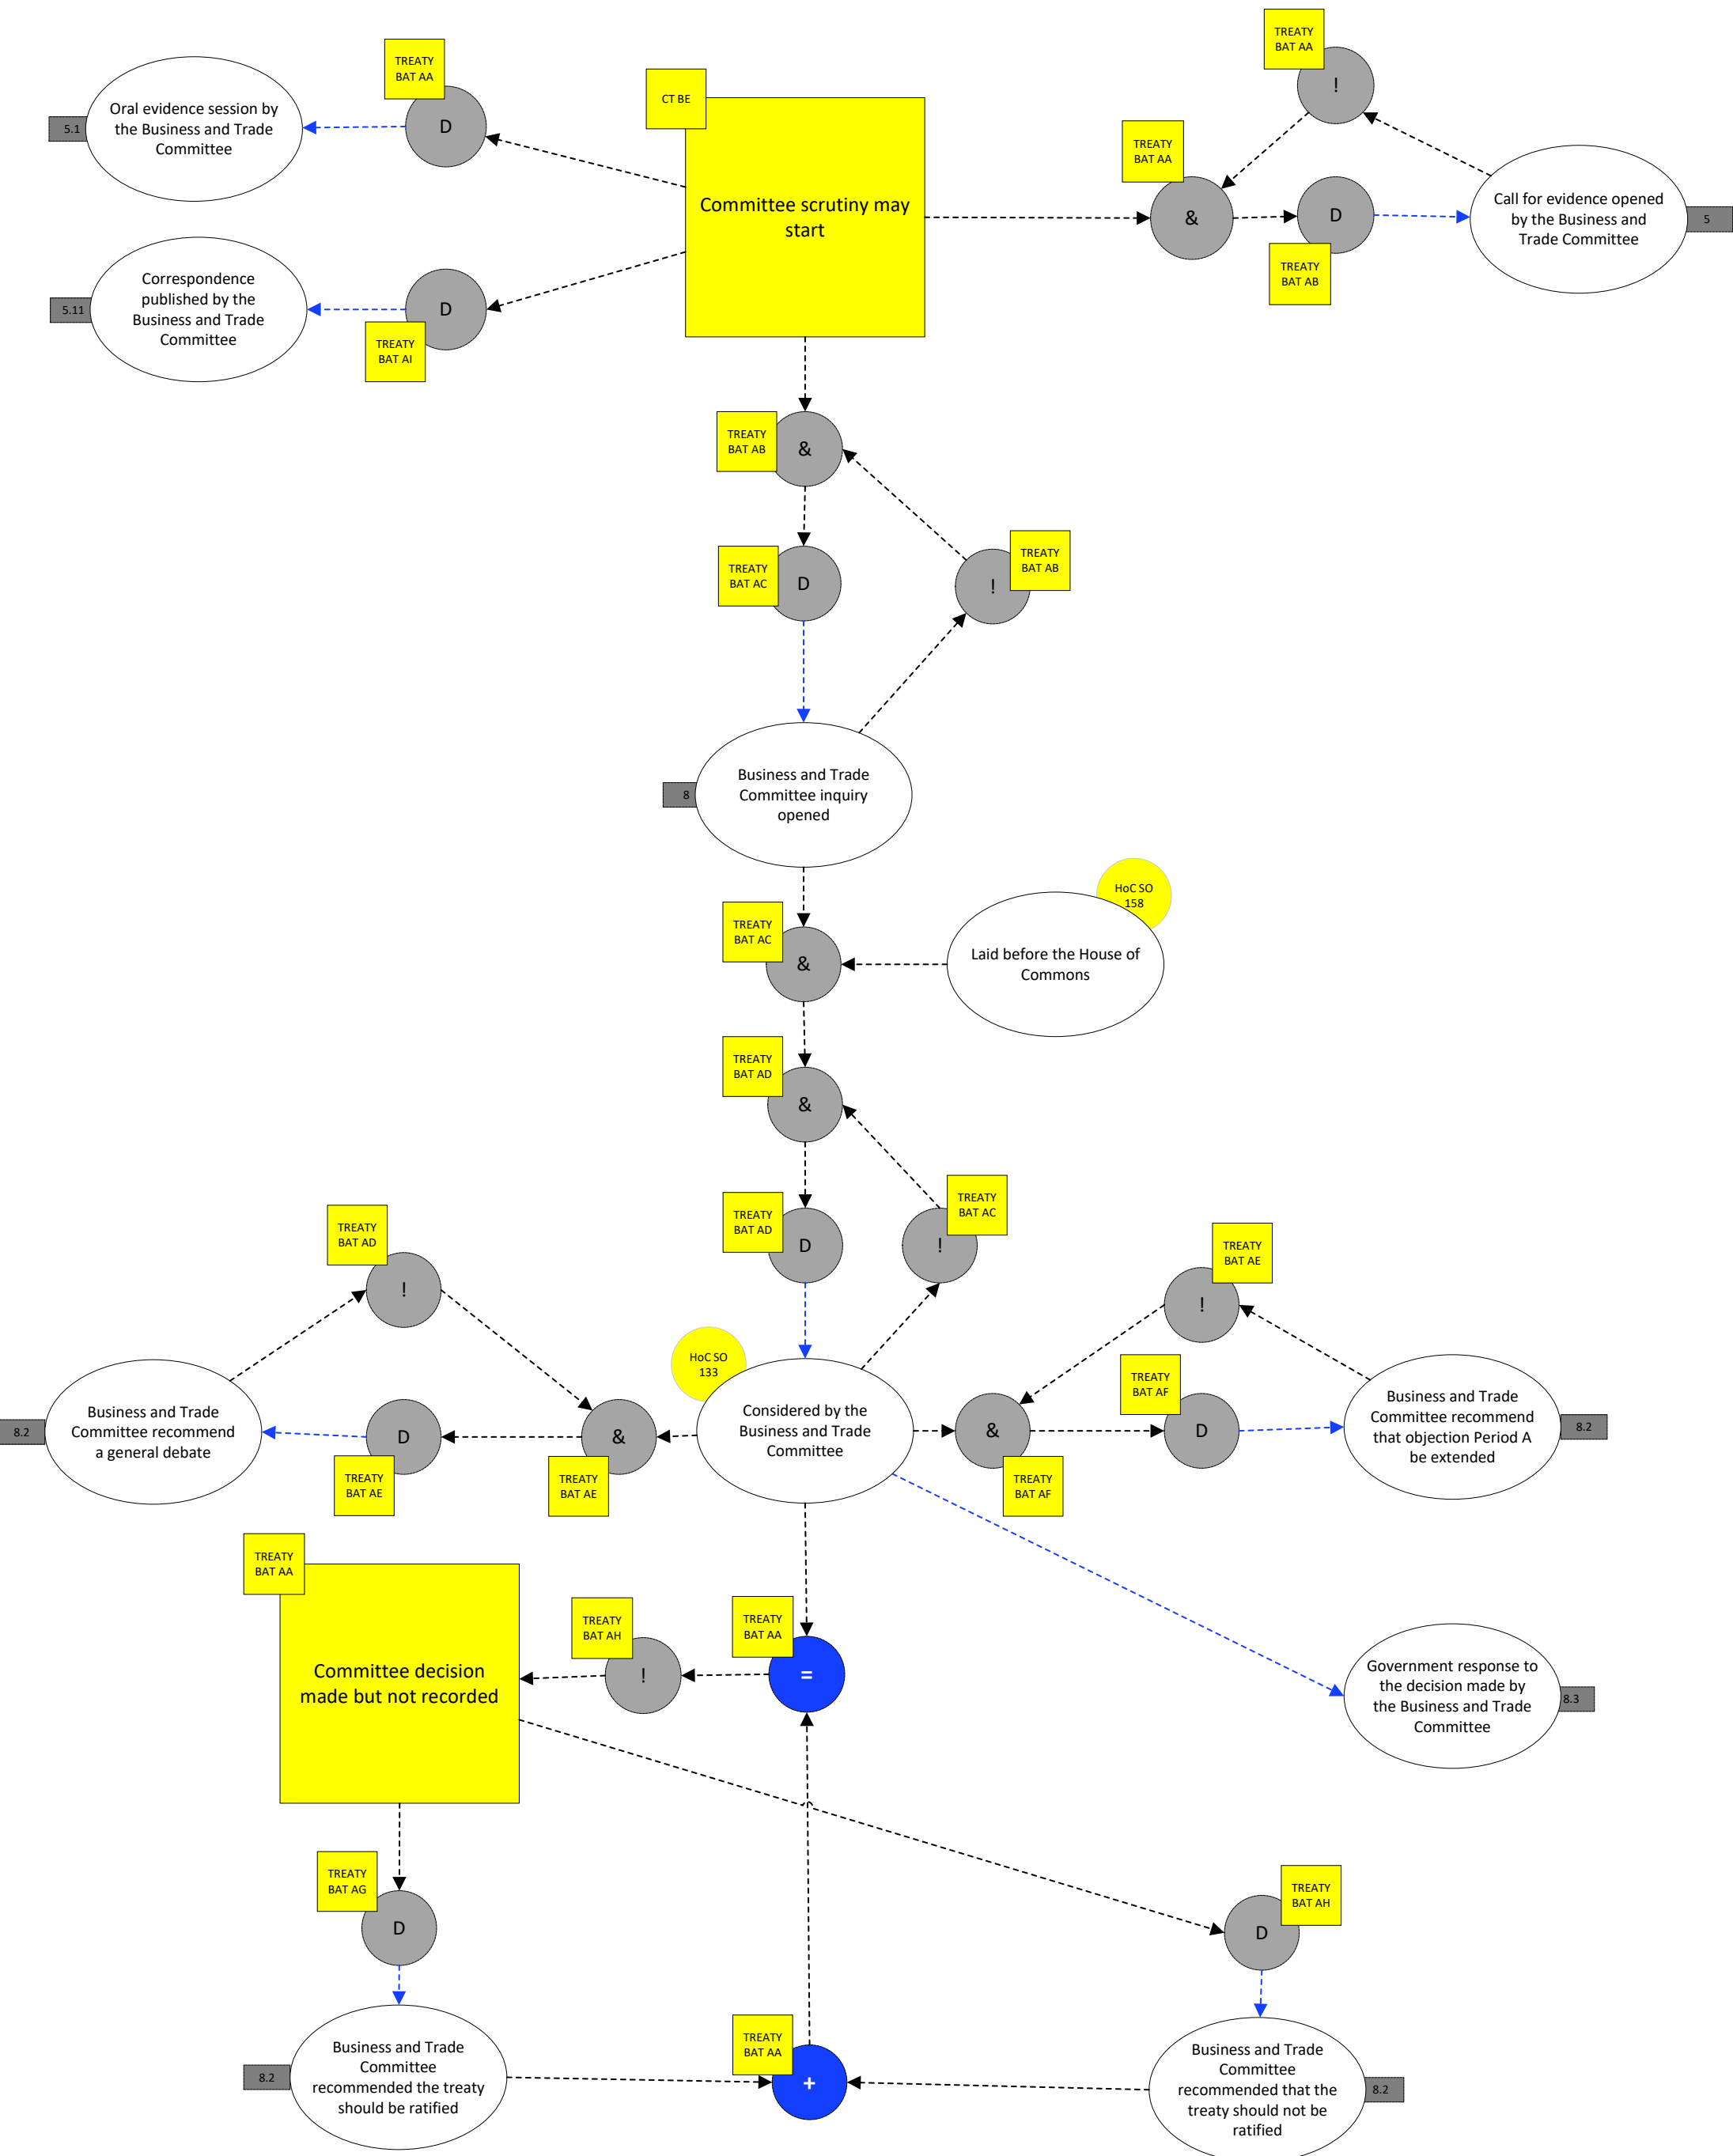 TREATY
BAT AA
TREATY
BAT AA
!
CT BE
5.1
Oral evidence session by
the Business and Trade
Committee
D
TREATY
BAT AA
Committee scrutiny may
start
&
D
TREATY
BAT AB
Call for evidence opened
by the Business and
Trade Committee
5
5.11
Correspondence
published by the
Business and Trade
Committee
D
TREATY
BAT AI
TREATY
BAT AB
&
TREATY
BAT AC
D
TREATY
BAT AB
!
8
Business and Trade
Committee inquiry
opened
HoC SO
158
TREATY
BAT AC
&
Laid before the House of
Commons
TREATY
BAT AD
&
TREATY
BAT AD
D
TREATY
BAT AC
!
TREATY
BAT AD
!
TREATY
BAT AE
!
HoC SO
133
8.2
Business and Trade
Committee recommend
a general debate
D
TREATY
BAT AE
&
TREATY
BAT AE
Considered by the
Business and Trade
Committee
&
TREATY
BAT AF
TREATY
BAT AF
D
Business and Trade
Committee recommend
that objection Period A
be extended
8.2
TREATY
BAT AA
Committee decision
made but not recorded
TREATY
BAT AH
!
TREATY
BAT AA
=
Government response to
the decision made by
the Business and Trade
Committee
8.3
TREATY
BAT AG
D
TREATY
BAT AH
D
8.2
Business and Trade
Committee
recommended the treaty
should be ratified
TREATY
BAT AA
+
Business and Trade
Committee
recommended that the
treaty should not be
ratified
8.2